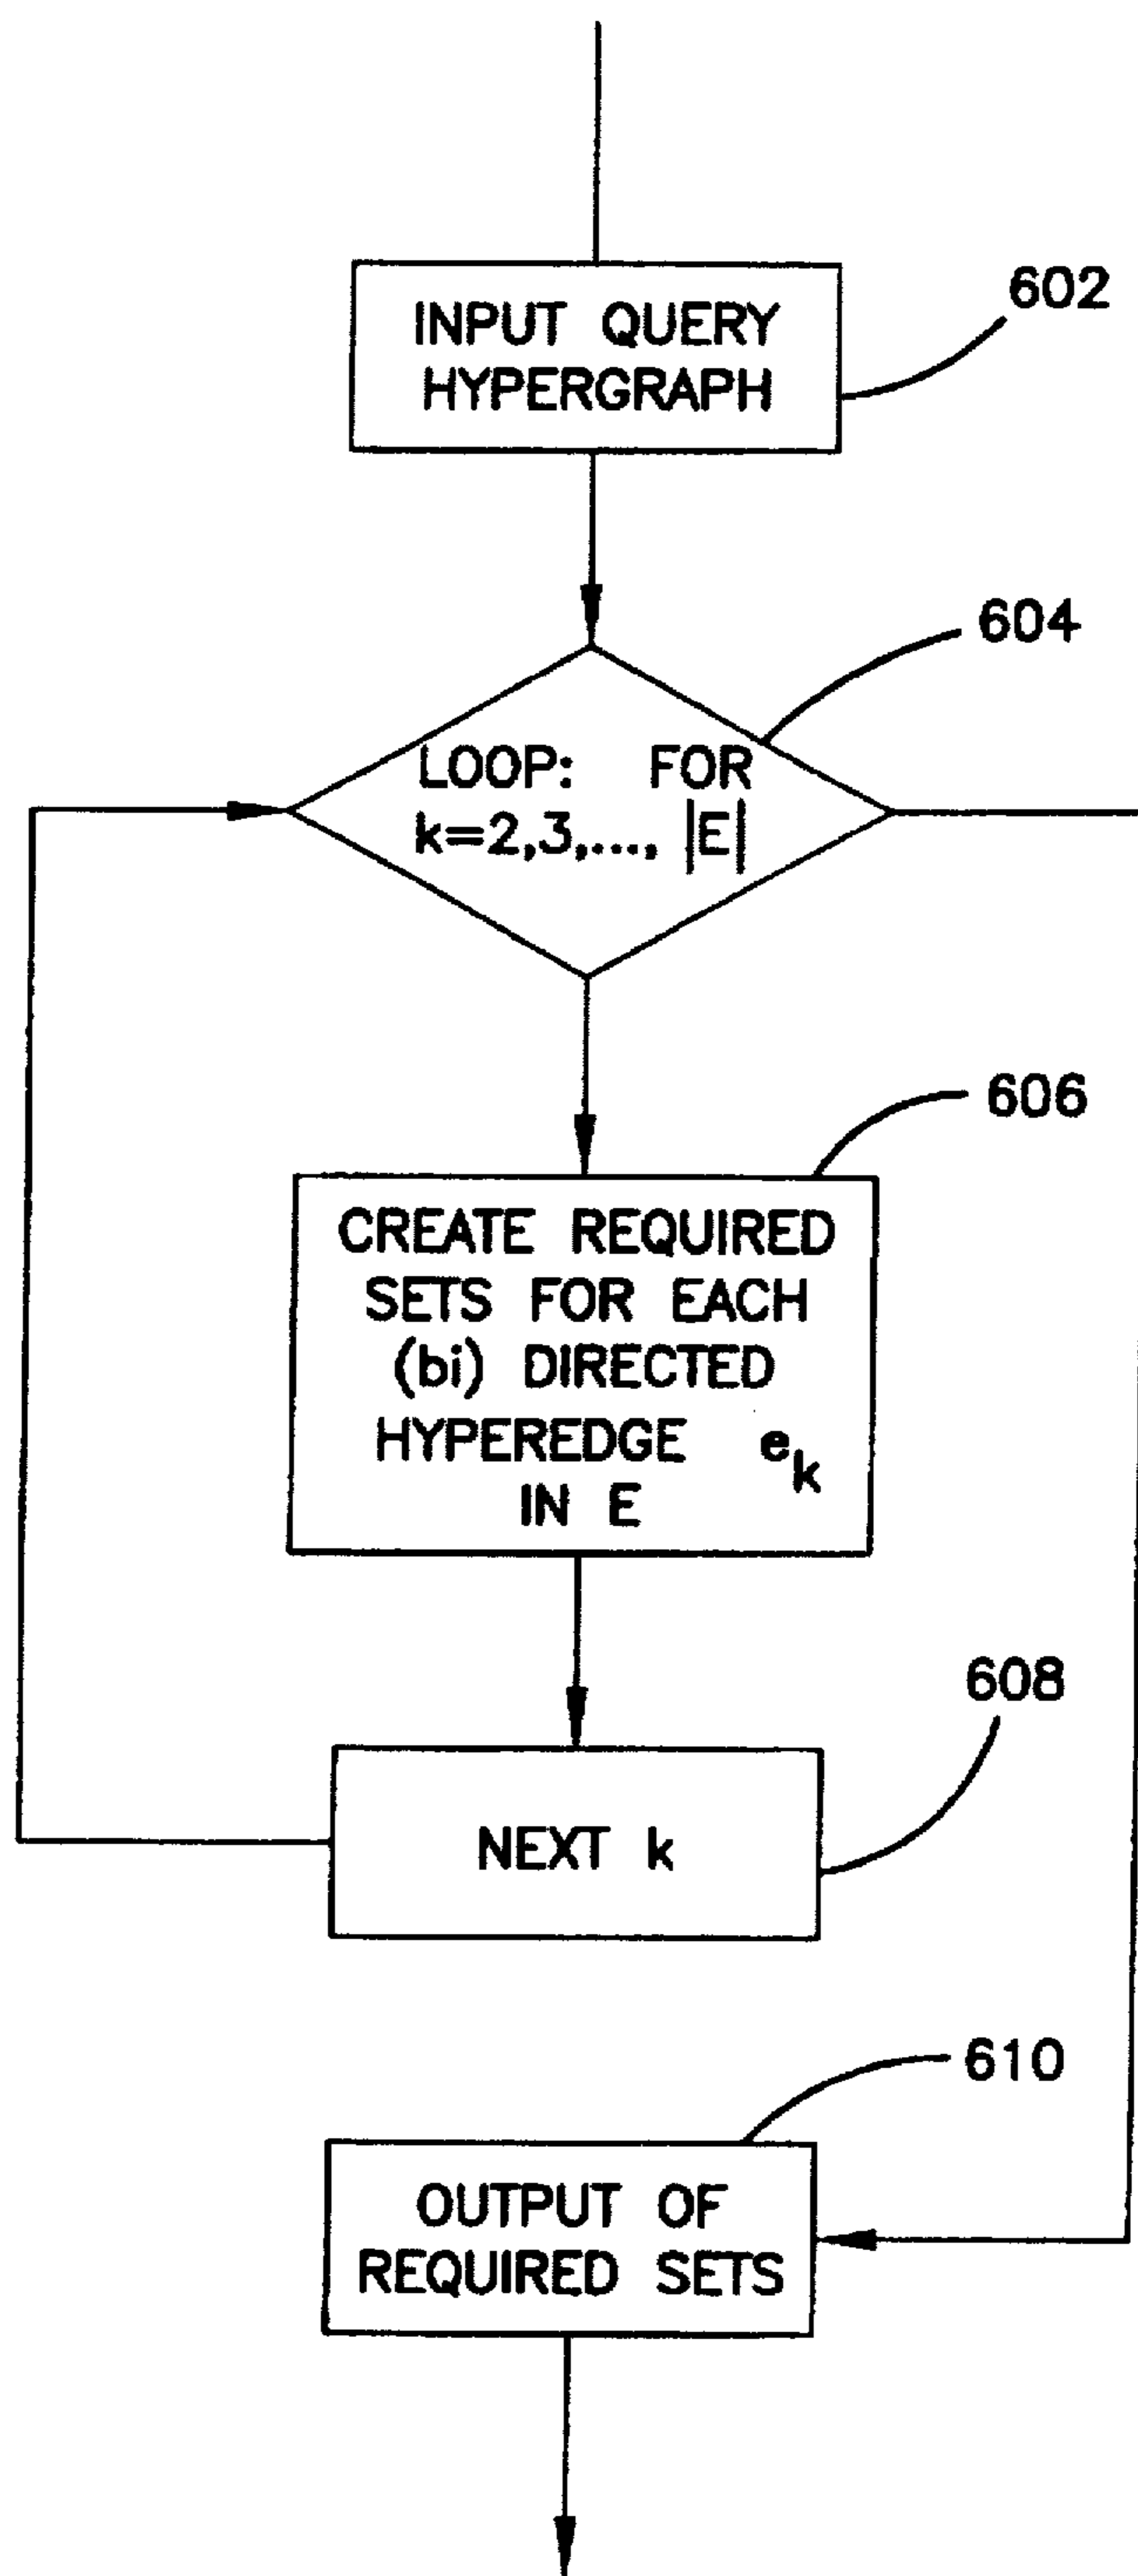 602
INPUT QUERY
HYPERGRAPH
604
LOOP: FOR
k=2,3,..., |E|
606
CREATE REQUIRED
SETS FOR EACH
(bi) DIRECTED
HYPEREDGE e_k
IN E
608
NEXT k
610
OUTPUT OF
REQUIRED SETS